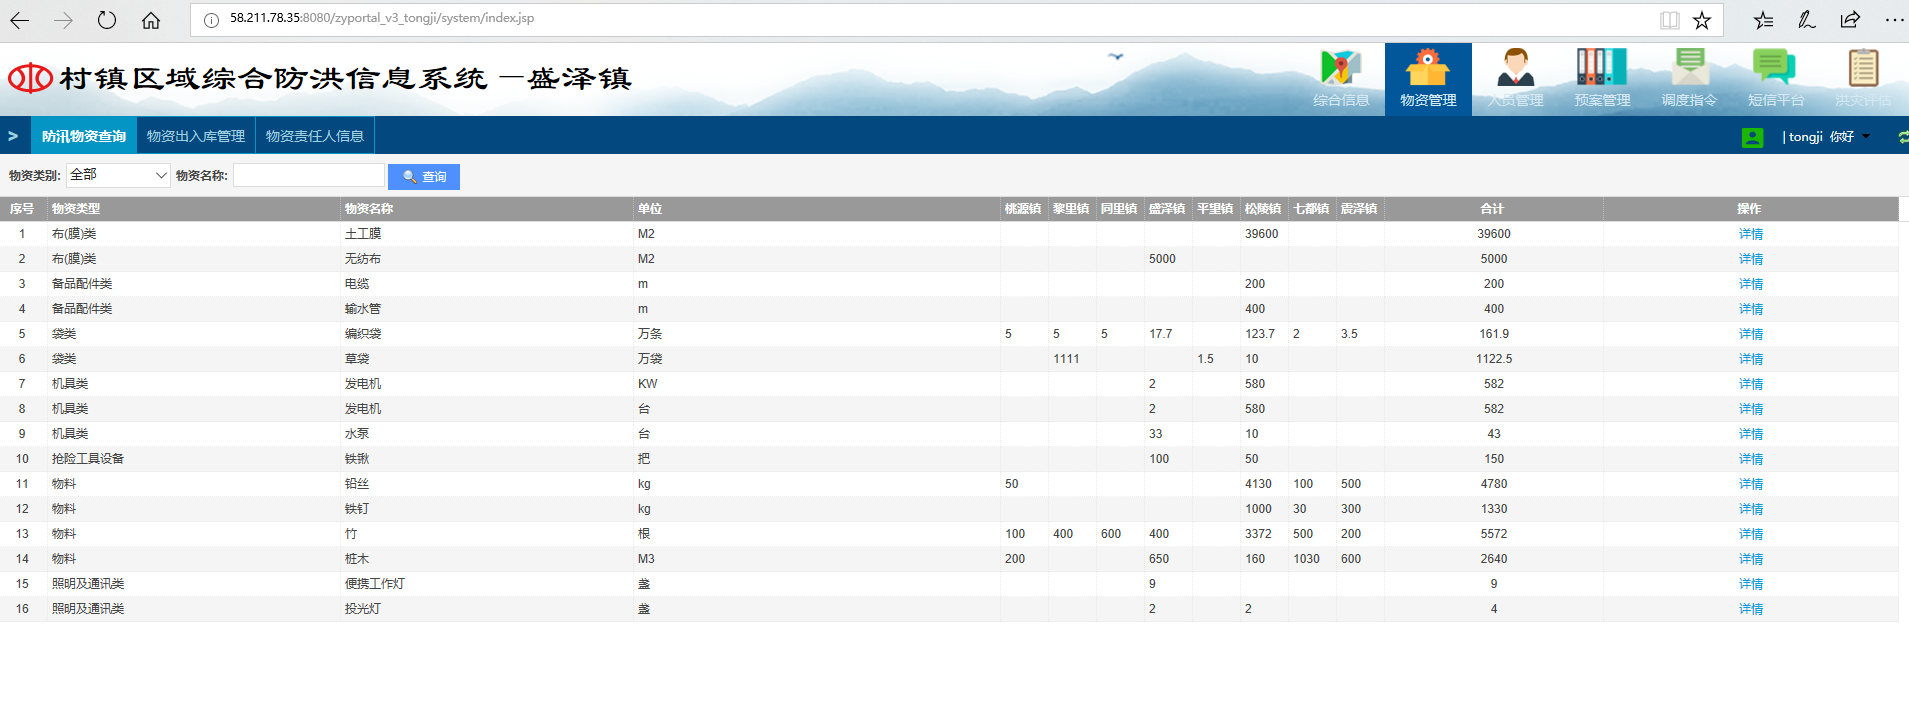 58.211.78.35:8080/zyportal_v3_tongji/system/index.jsp
村镇区域综合防洪信息系统 —盛泽镇
综合信息 物资管理 人员管理 预案管理 调度指令 短信平台 洪灾评估
> 防汛物资查询 物资出入库管理 物资责任人信息 | tongji 你好
物资类别: 全部 物资名称: 查询
序号 物资类型 物资名称 单位 桃源镇 黎里镇 同里镇 盛泽镇 平望镇 松陵镇 七都镇 震泽镇 合计 操作
1 布(膜)类 土工膜 M2 39600 39600 详情
2 布(膜)类 无纺布 M2 5000 5000 详情
3 备品配件类 电缆 m 200 200 详情
4 备品配件类 输水管 m 400 400 详情
5 袋类 编织袋 万条 5 5 5 17.7 123.7 2 3.5 161.9 详情
6 袋类 草袋 万袋 1111 1.5 10 1122.5 详情
7 机具类 发电机 KW 2 580 582 详情
8 机具类 发电机 台 2 580 582 详情
9 机具类 水泵 台 33 10 43 详情
10 抢险工具设备 铁锹 把 100 50 150 详情
11 物料 铅丝 kg 50 4130 100 500 4780 详情
12 物料 铁钉 kg 1000 30 300 1330 详情
13 物料 竹 根 100 400 600 400 3372 500 200 5572 详情
14 物料 桩木 M3 200 650 160 1030 600 2640 详情
15 照明及通讯类 便携工作灯 盏 9 9 详情
16 照明及通讯类 投光灯 盏 2 2 4 详情